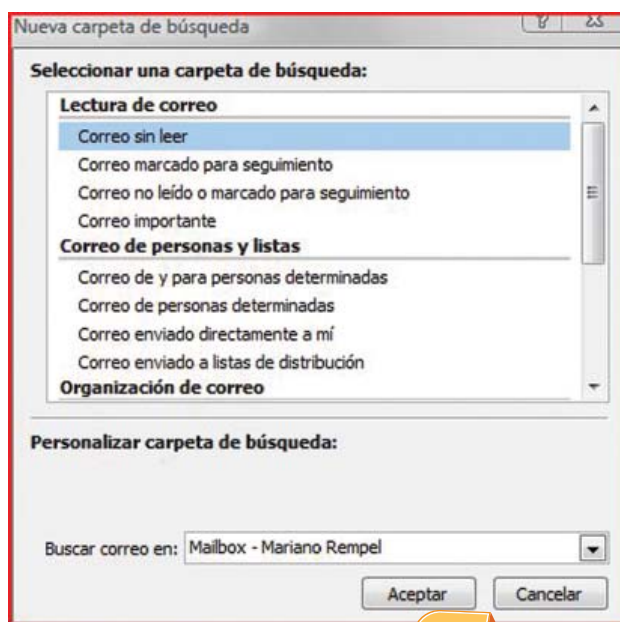 Nueva carpeta de búsqueda
Seleccionar una carpeta de búsqueda:
Lectura de correo
Correo sin leer
Correo marcado para seguimiento
Correo no leído o marcado para seguimiento
Correo importante
Correo de personas y listas
Correo de y para personas determinadas
Correo de personas determinadas
Correo enviado directamente a mí
Correo enviado a listas de distribución
Organización de correo
Personalizar carpeta de búsqueda:
Buscar correo en: Mailbox - Mariano Rempel
Aceptar Cancelar